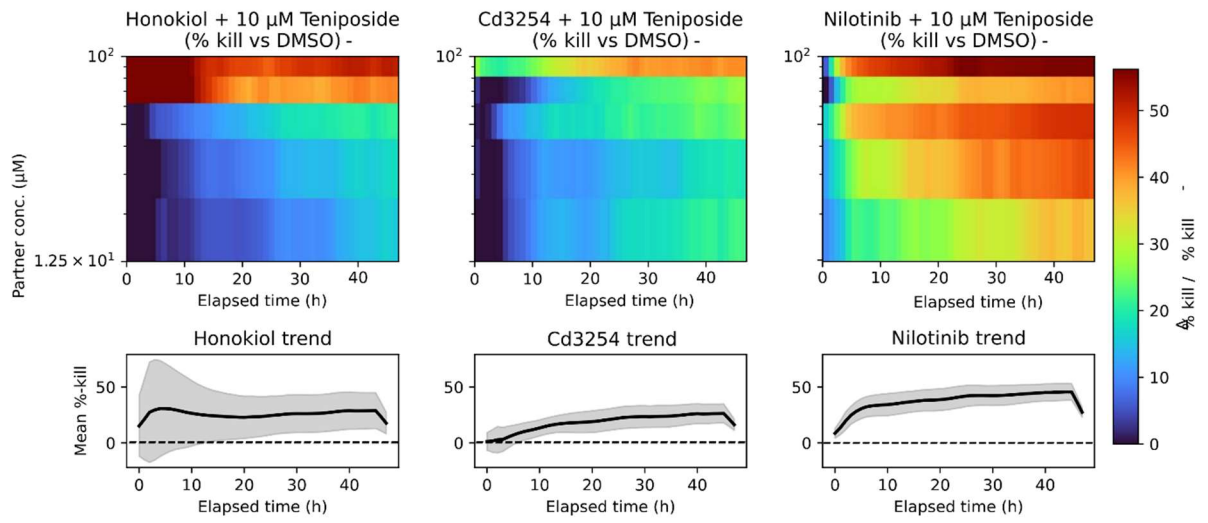 Honokiol + 10 μM Teniposide
(% kill vs DMSO) -
Cd3254 + 10 μM Teniposide
(% kill vs DMSO) -
Nilotinib + 10 μM Teniposide
(% kill vs DMSO) -
Partner conc. (μM)
10²
1.25 × 10¹
0 10 20 30 40
Elapsed time (h)
10²
0 10 20 30 40
Elapsed time (h)
10²
0 10 20 30 40
Elapsed time (h)
50
40
30
20
10
0
% kill / % kill -
Honokiol trend
Mean %-kill
50
0
0 10 20 30 40
Elapsed time (h)
Cd3254 trend
50
0
0 10 20 30 40
Elapsed time (h)
Nilotinib trend
50
0
0 10 20 30 40
Elapsed time (h)